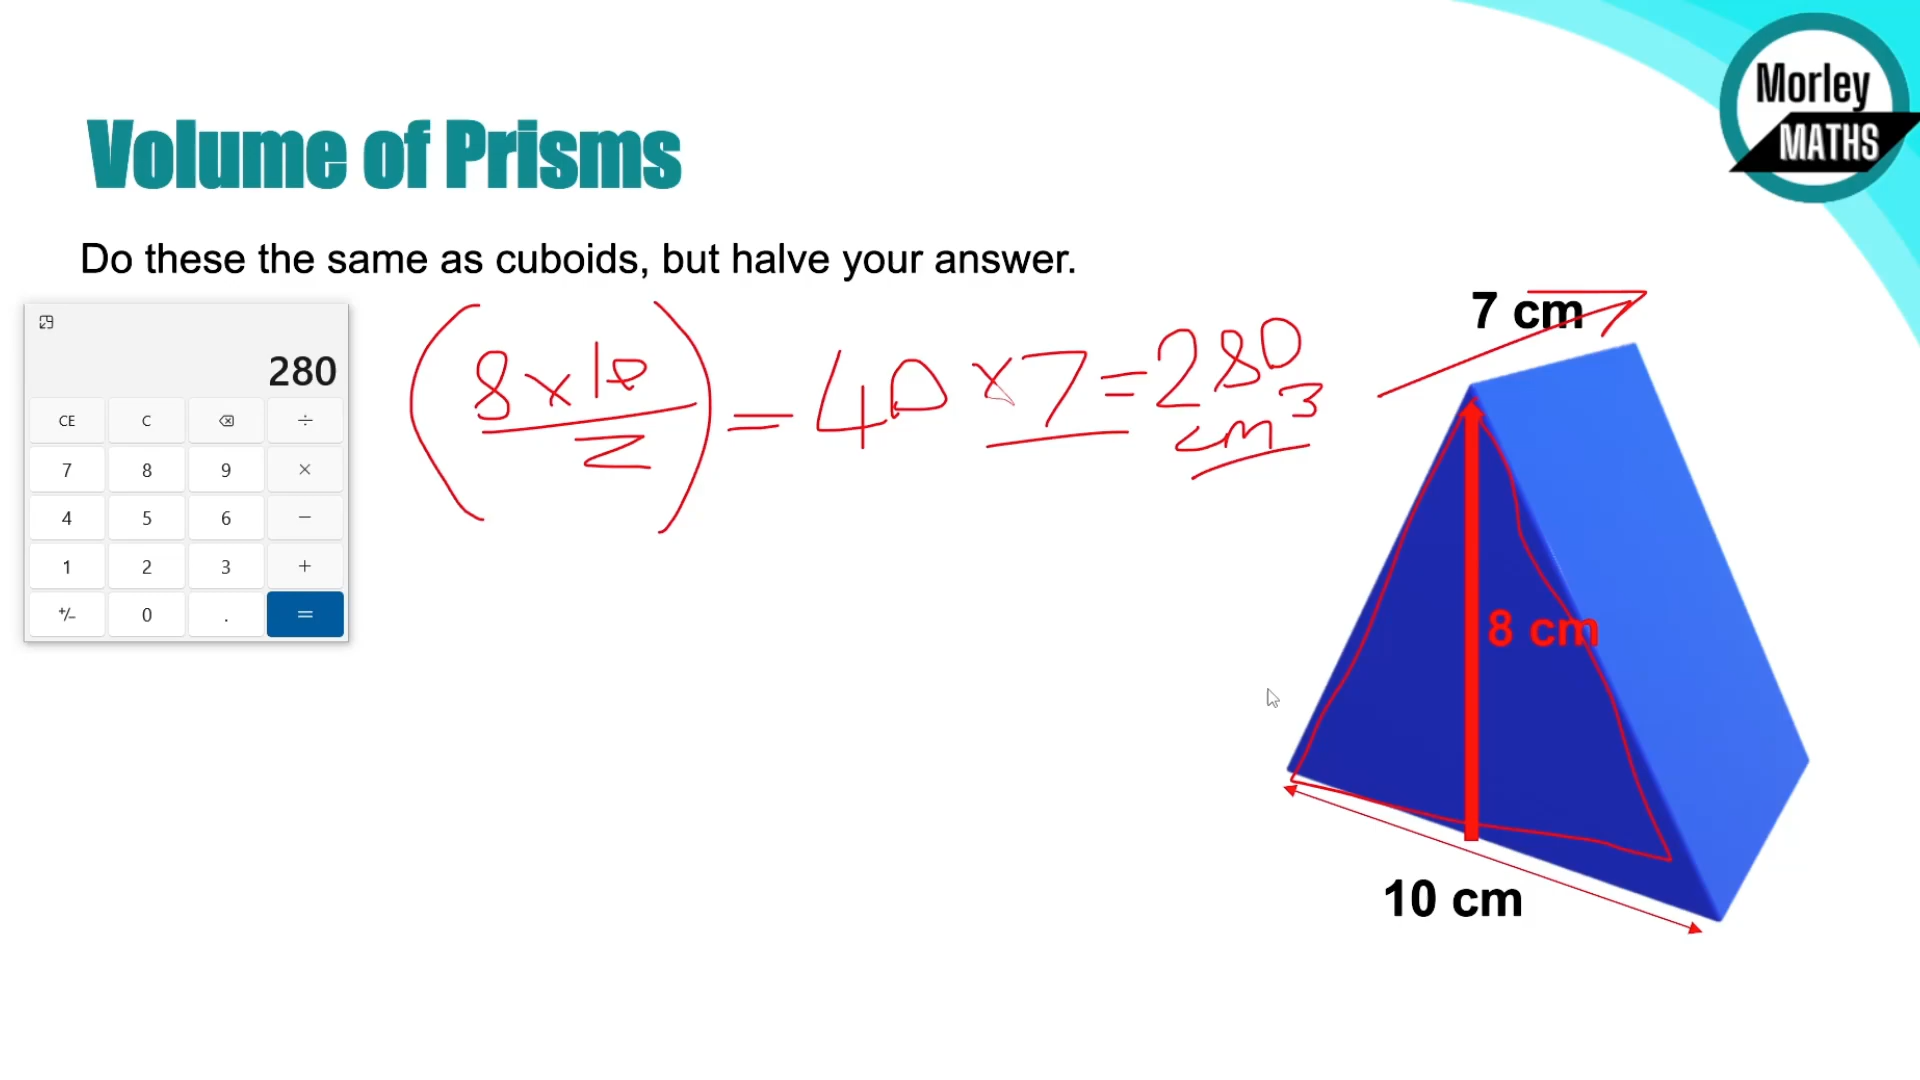 Morley
MATHS
Volume of Prisms
Do these the same as cuboids, but halve your answer.
280
CE C ÷
7 8 9 ×
4 5 6 −
1 2 3 +
+/− 0 . =
(8 x 10 / 2) = 40 x 7 = 280 cm³
7 cm
8 cm
10 cm